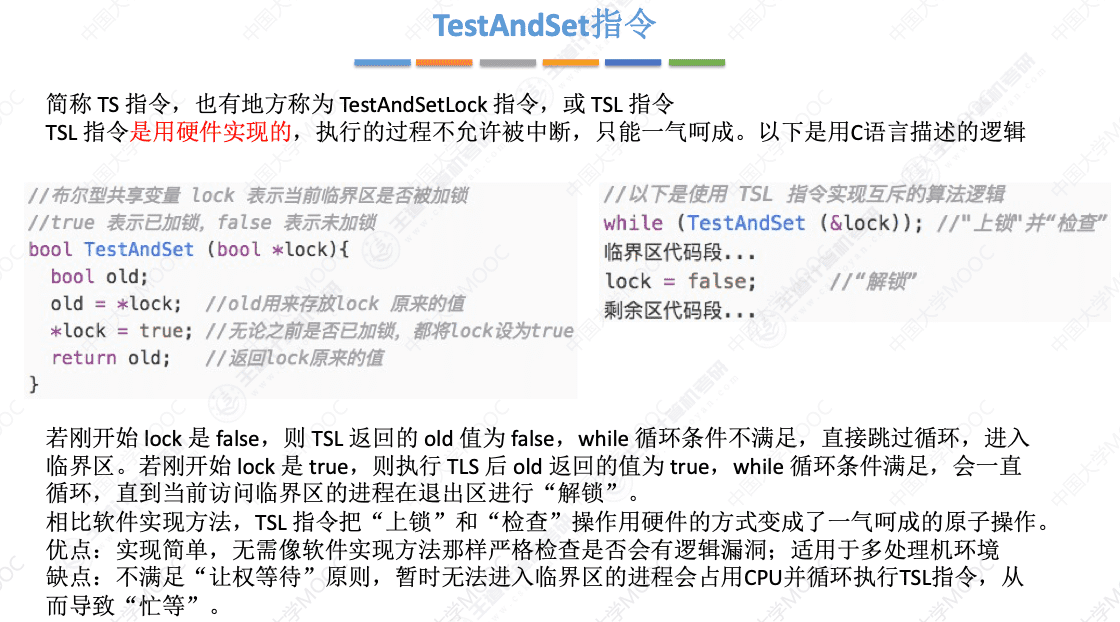 TestAndSet指令
简称 TS 指令，也有地方称为 TestAndSetLock 指令，或 TSL 指令
TSL 指令是用硬件实现的，执行的过程不允许被中断，只能一气呵成。以下是用C语言描述的逻辑
//布尔型共享变量 lock 表示当前临界区是否被加锁
//true 表示已加锁，false 表示未加锁
bool TestAndSet (bool *lock){
bool old;
old = *lock; //old用来存放lock 原来的值
*lock = true; //无论之前是否已加锁，都将lock设为true
return old; //返回lock原来的值
}
//以下是使用 TSL 指令实现互斥的算法逻辑
while (TestAndSet (&lock)); //"上锁"并“检查”
临界区代码段...
lock = false; //“解锁”
剩余区代码段...
若刚开始 lock 是 false，则 TSL 返回的 old 值为 false，while 循环条件不满足，直接跳过循环，进入
临界区。若刚开始 lock 是 true，则执行 TLS 后 old 返回的值为 true，while 循环条件满足，会一直
循环，直到当前访问临界区的进程在退出区进行“解锁”。
相比软件实现方法，TSL 指令把“上锁”和“检查”操作用硬件的方式变成了一气呵成的原子操作。
优点：实现简单，无需像软件实现方法那样严格检查是否会有逻辑漏洞；适用于多处理机环境
缺点：不满足“让权等待”原则，暂时无法进入临界区的进程会占用CPU并循环执行TSL指令，从
而导致“忙等”。